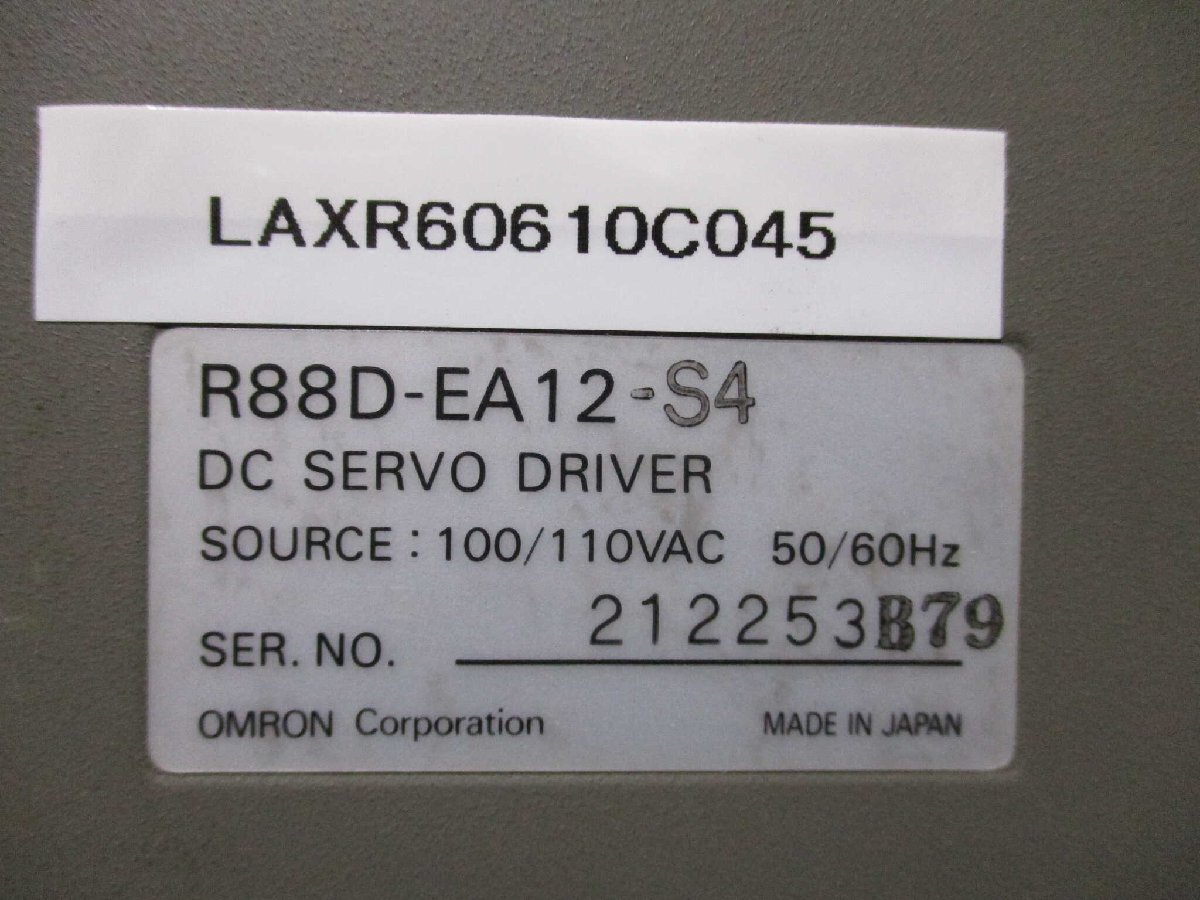 LAXR60610C045
R88D-EA12-S4
DC SERVO DRIVER
SOURCE : 100/110VAC 50/60Hz
SER. NO. 212253B79
OMRON Corporation MADE IN JAPAN